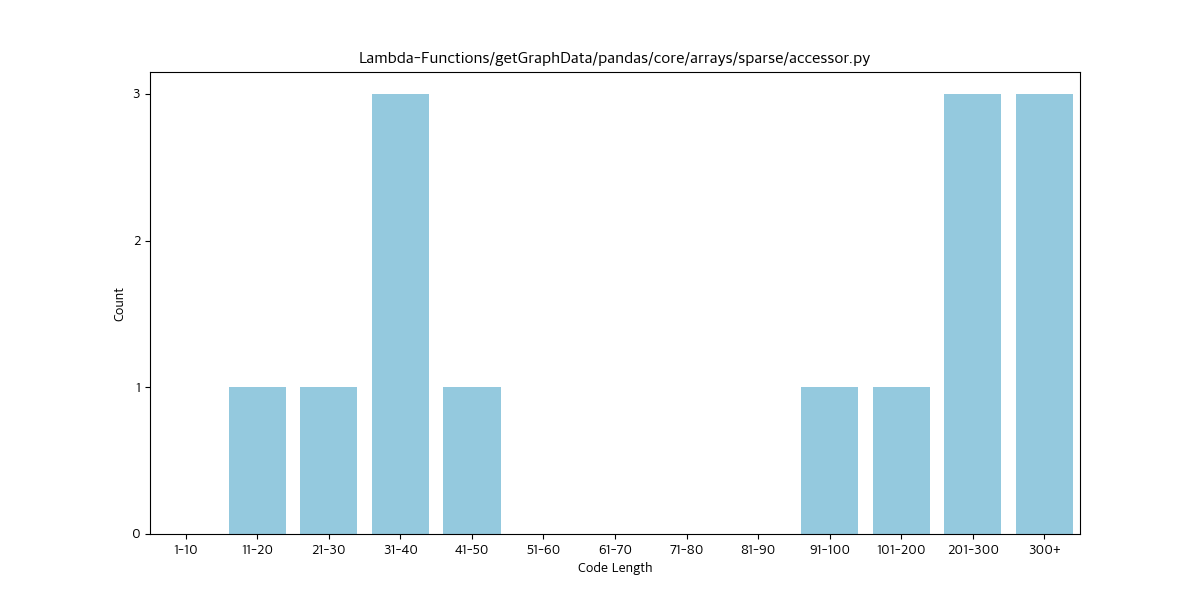 Lambda-Functions/getGraphData/pandas/core/arrays/sparse/accessor.py
3
2
1
0
Count
1-10 11-20 21-30 31-40 41-50 51-60 61-70 71-80 81-90 91-100 101-200 201-300 300+
Code Length